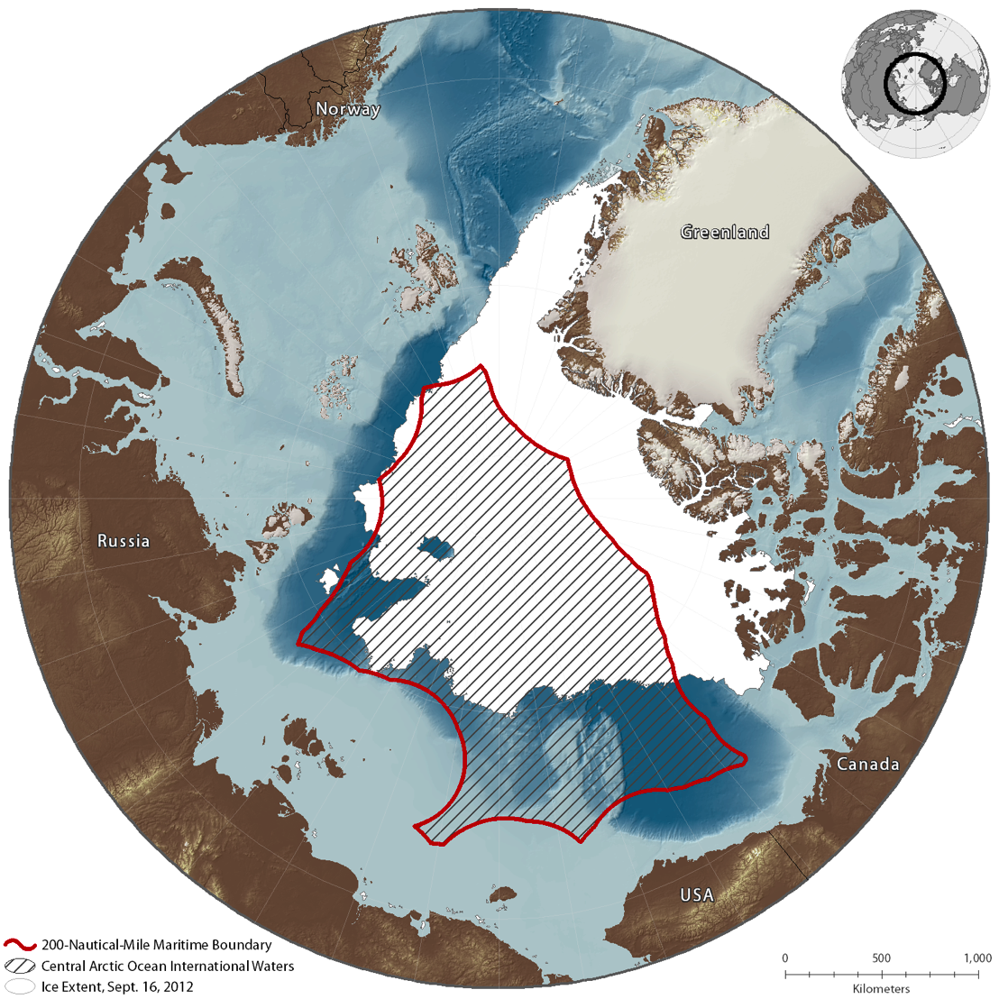 Norway
Greenland
Russia
Canada
USA
200-Nautical-Mile Maritime Boundary
Central Arctic Ocean International Waters
Ice Extent, Sept. 16, 2012
0 500 1,000
Kilometers